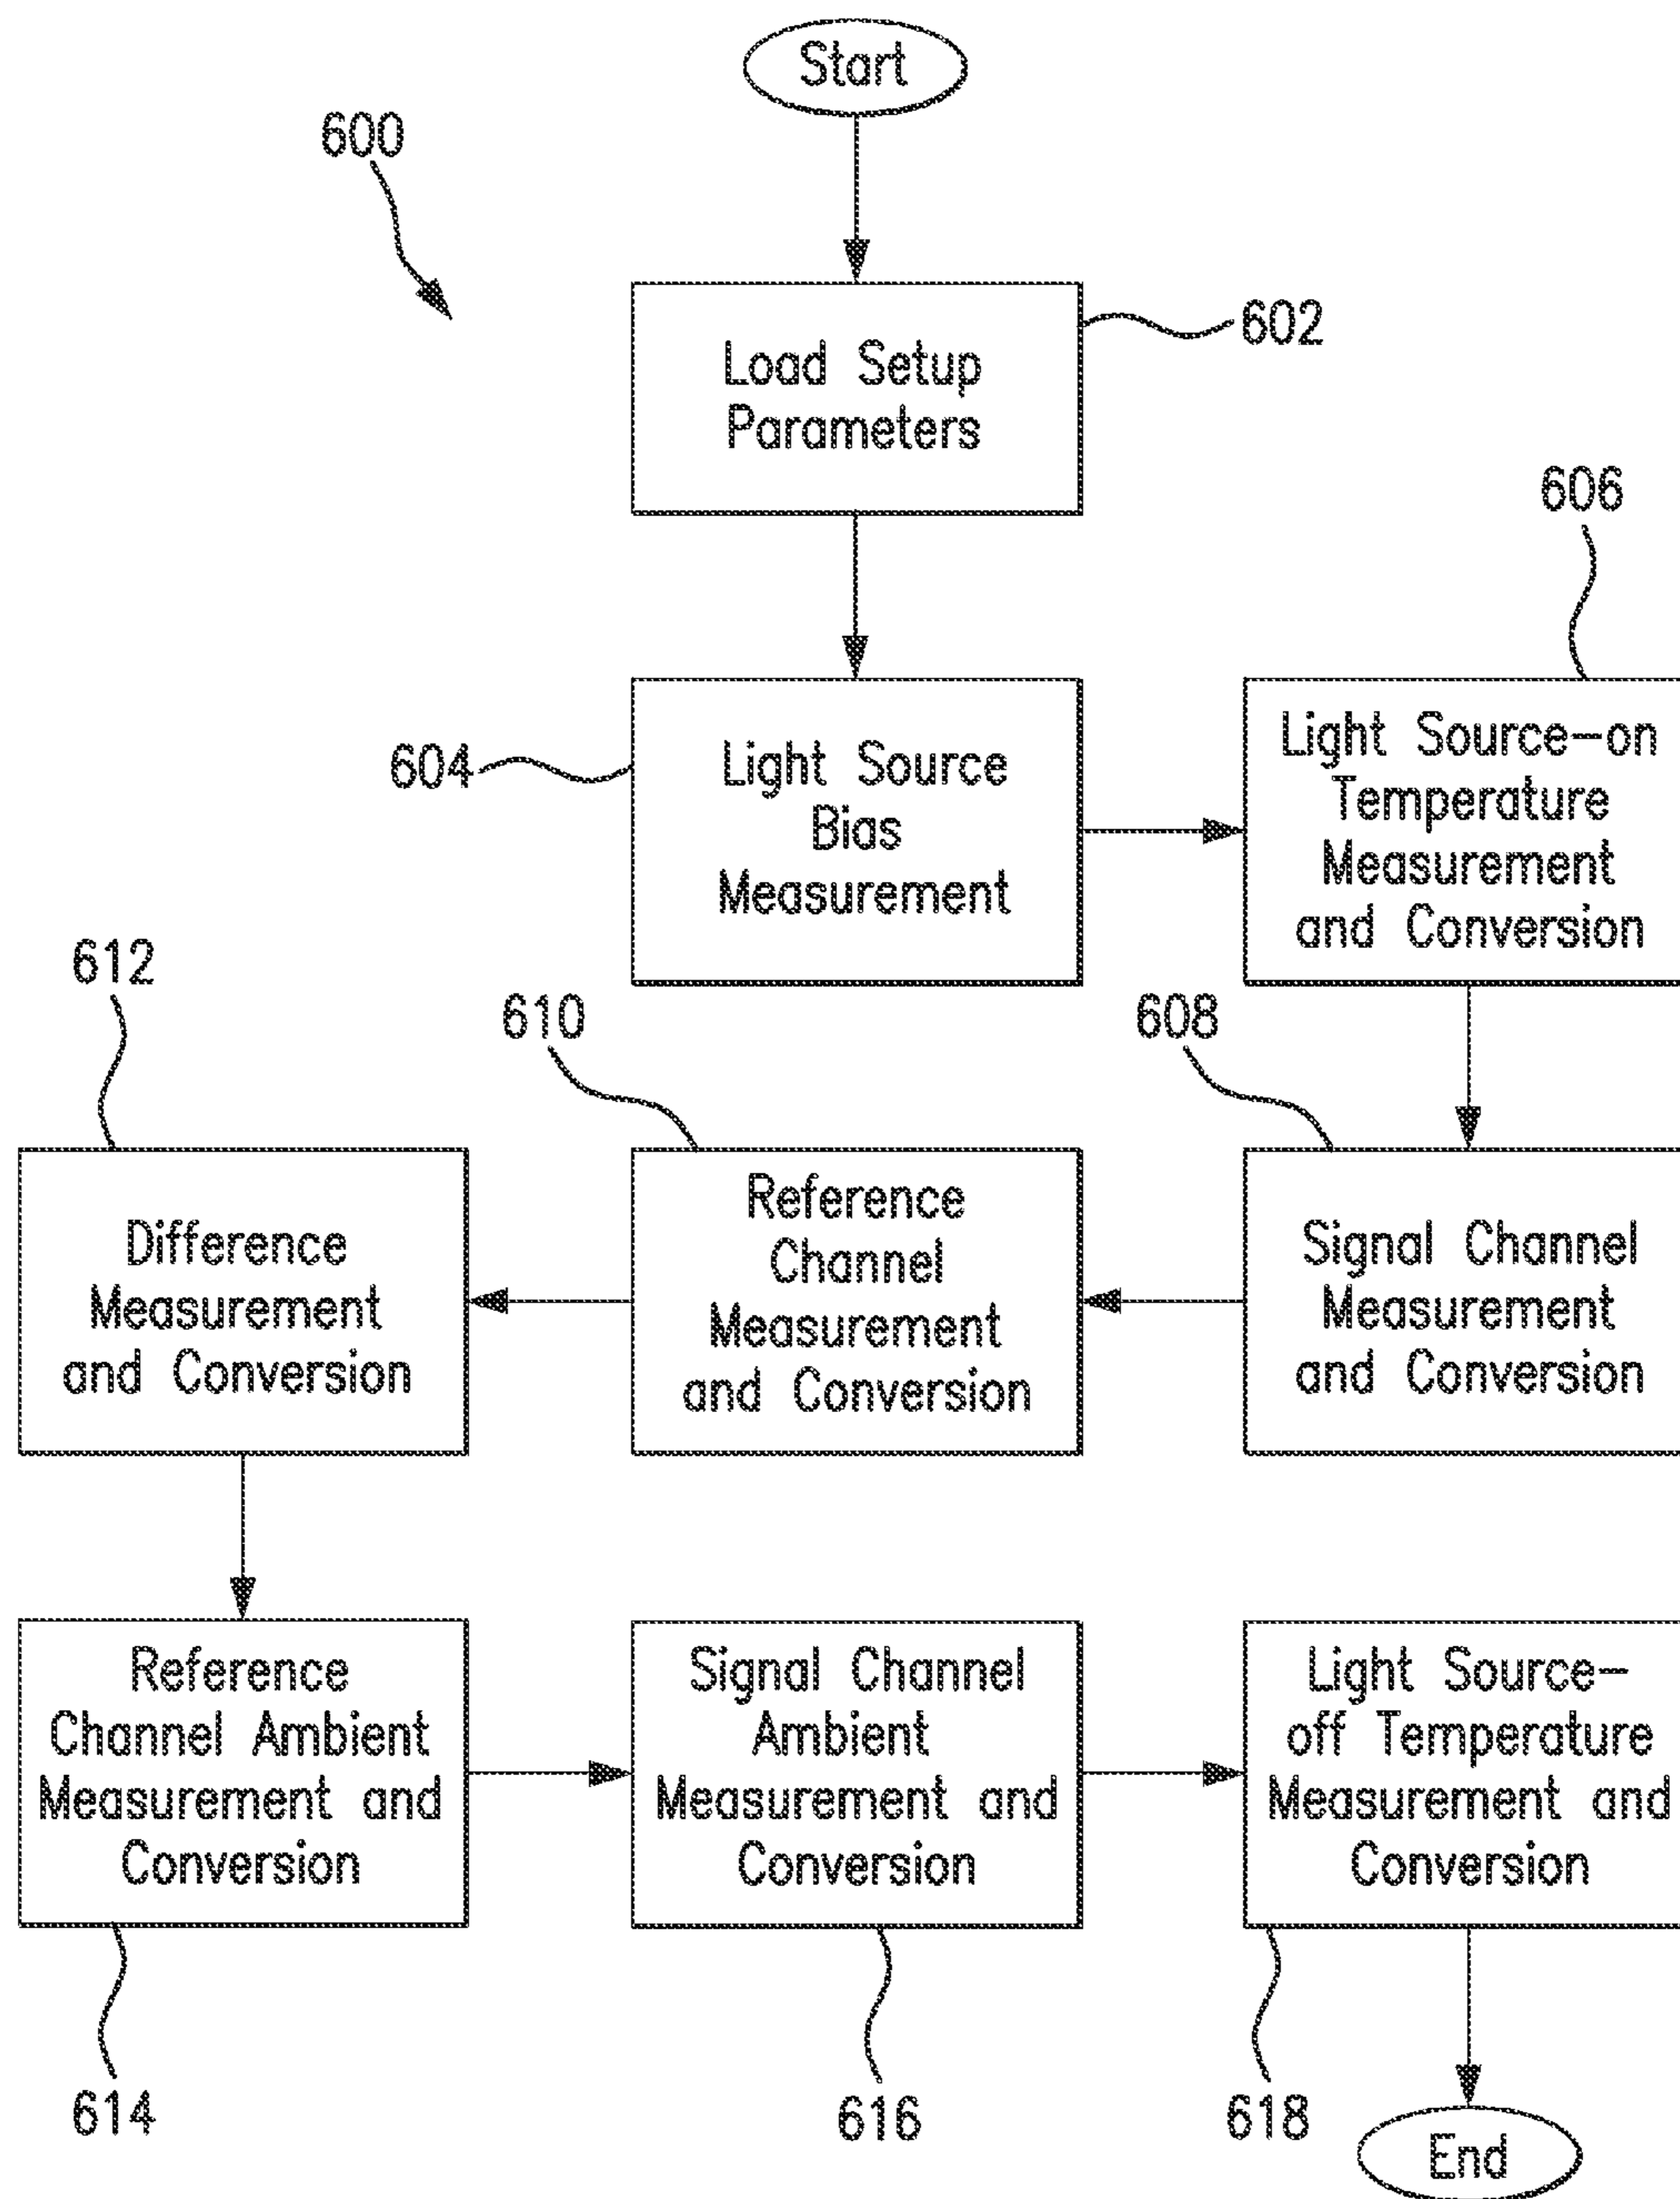 Start
600
Load Setup
Parameters
602
606
604
Light Source
Bias
Measurement
Light Source-on
Temperature
Measurement
and Conversion
612
610
608
Difference
Measurement
and Conversion
Reference
Channel
Measurement
and Conversion
Signal Channel
Measurement
and Conversion
Reference
Channel Ambient
Measurement and
Conversion
Signal Channel
Ambient
Measurement and
Conversion
Light Source-
off Temperature
Measurement and
Conversion
614
616
618
End